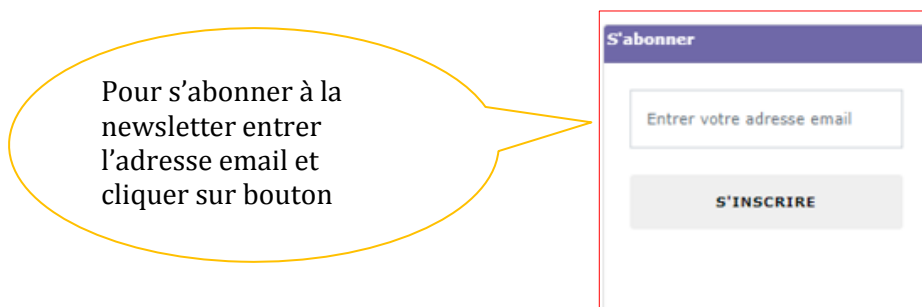 Pour s’abonner à la
newsletter entrer
l’adresse email et
cliquer sur bouton
S'abonner
Entrer votre adresse email
S'INSCRIRE